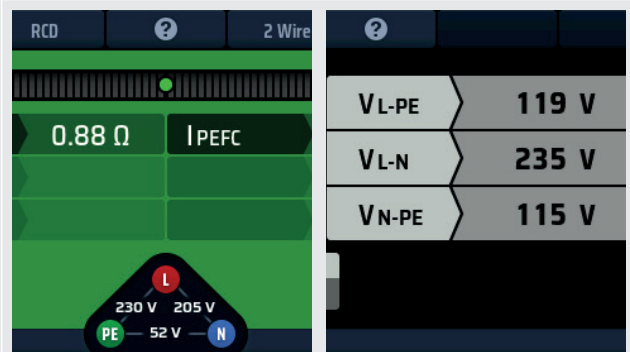 RCD ? 2 Wire
0.88 Ω IPEFC
L
230 V 205 V
PE 52 V N
?
VL-PE 119 V
VL-N 235 V
VN-PE 115 V